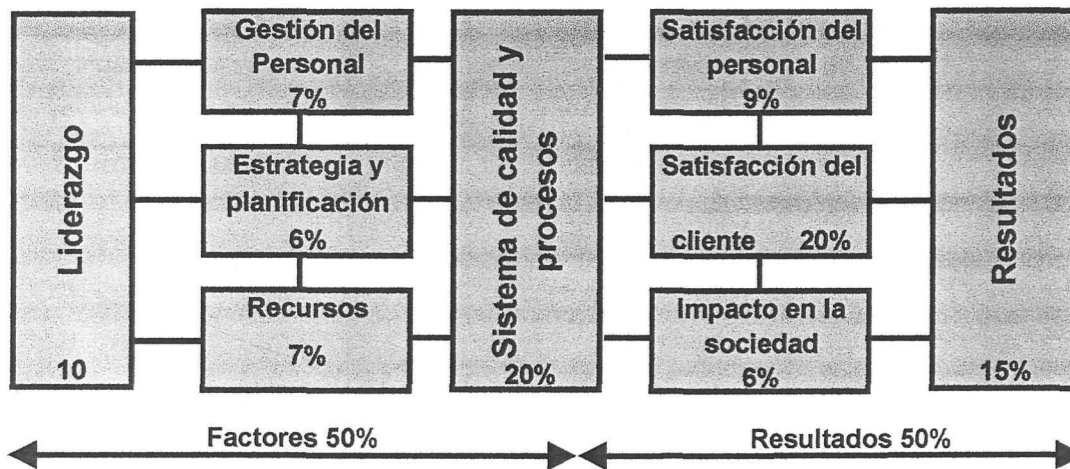 Liderazgo
10
Gestión del
Personal
7%
Estrategia y
planificación
6%
Recursos
7%
Sistema de calidad y
procesos
20%
Satisfacción del
personal
9%
Satisfacción del
cliente 20%
Impacto en la
sociedad
6%
Resultados
15%
Factores 50%
Resultados 50%